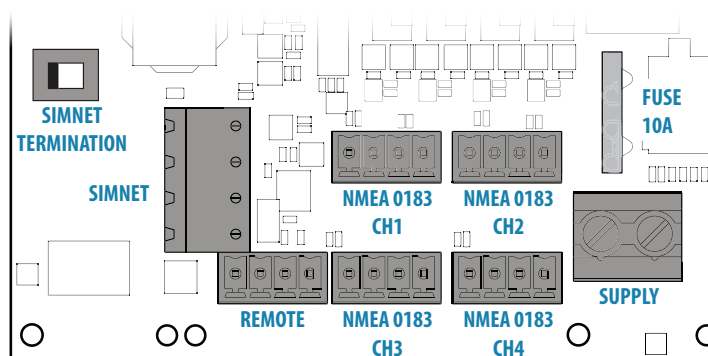 SIMNET
TERMINATION
FUSE
10A
SIMNET
NMEA 0183
CH1
NMEA 0183
CH2
SUPPLY
REMOTE
NMEA 0183
CH3
NMEA 0183
CH4